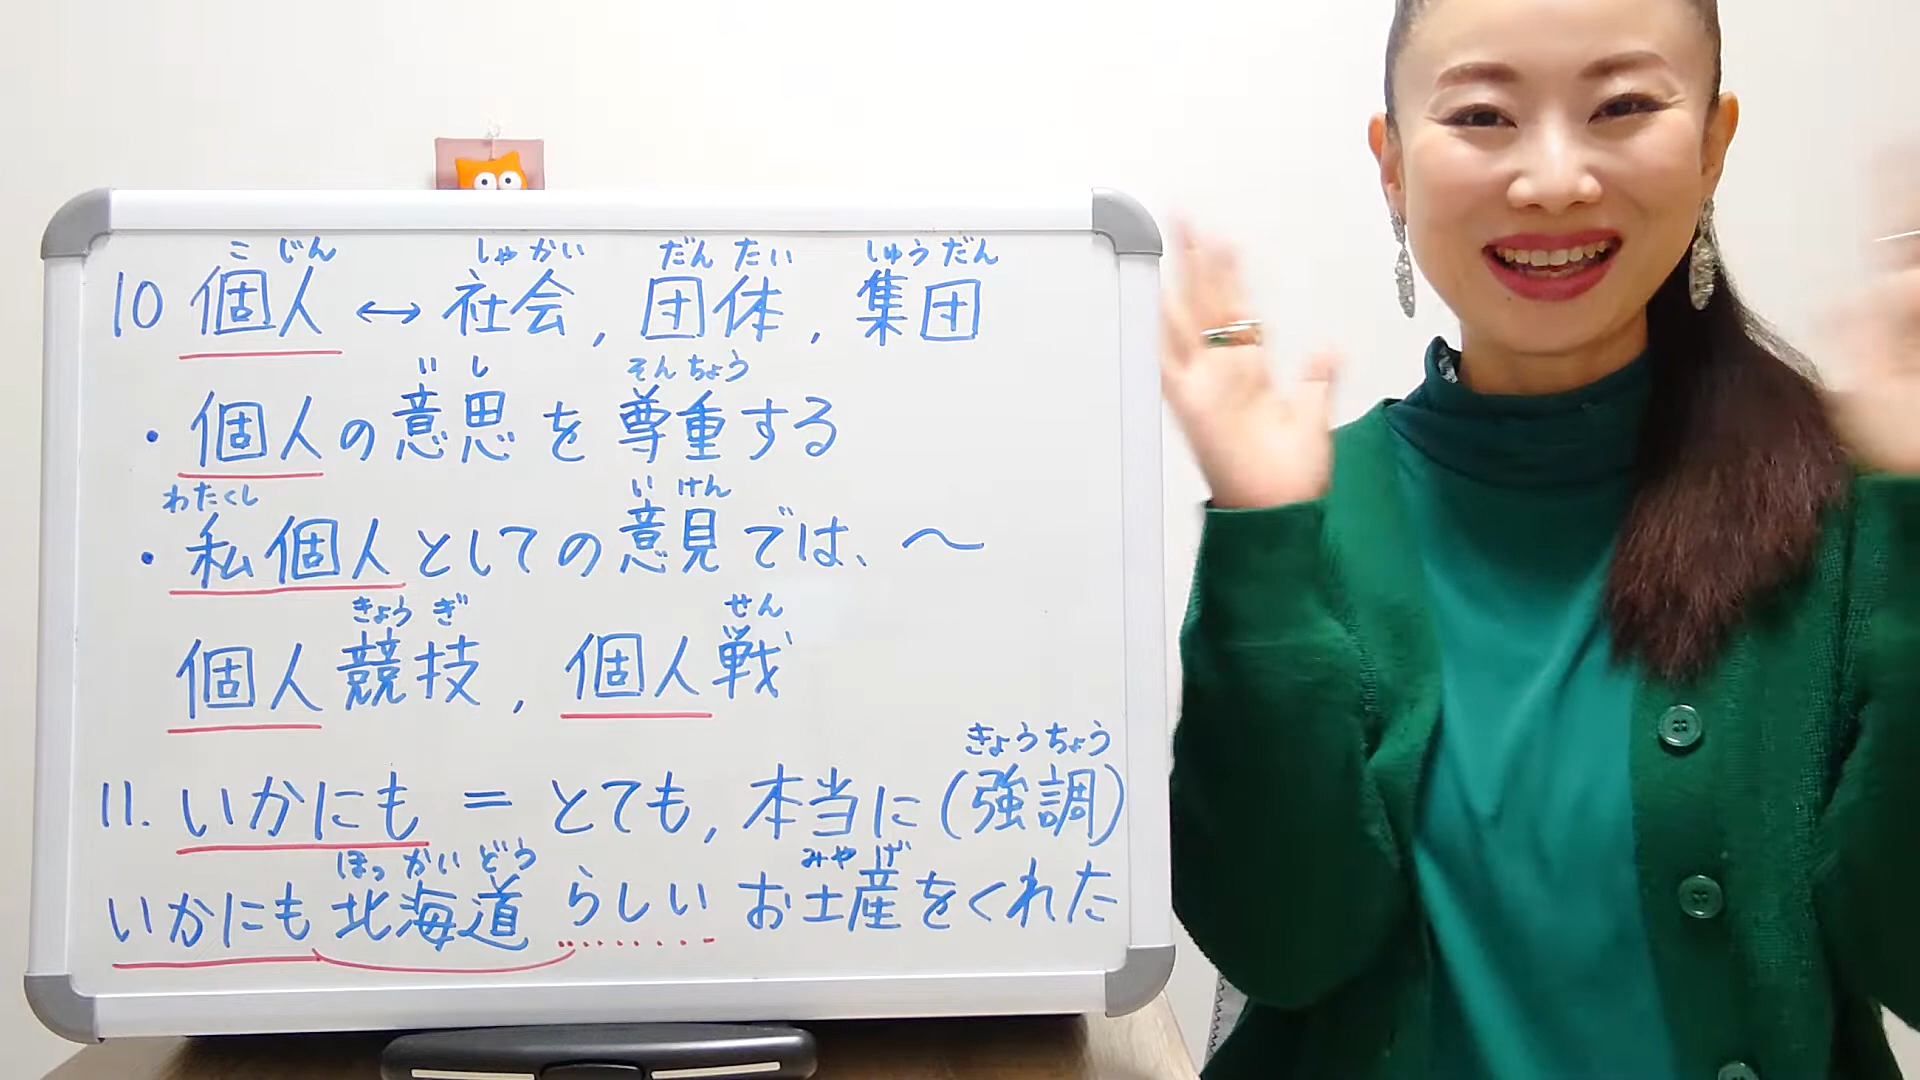 こ じん しゃ かい だん たい しゅう だん
10 個人 ↔ 社会, 団体, 集団
い し そん ちょう
・個人の意思を尊重する
わたくし い けん
・私個人としての意見では、〜
きょう ぎ せん
個人競技, 個人戦
きょう ちょう
11. いかにも = とても, 本当に (強調)
ほっ かい どう みや げ
いかにも北海道らしいお土産をくれた